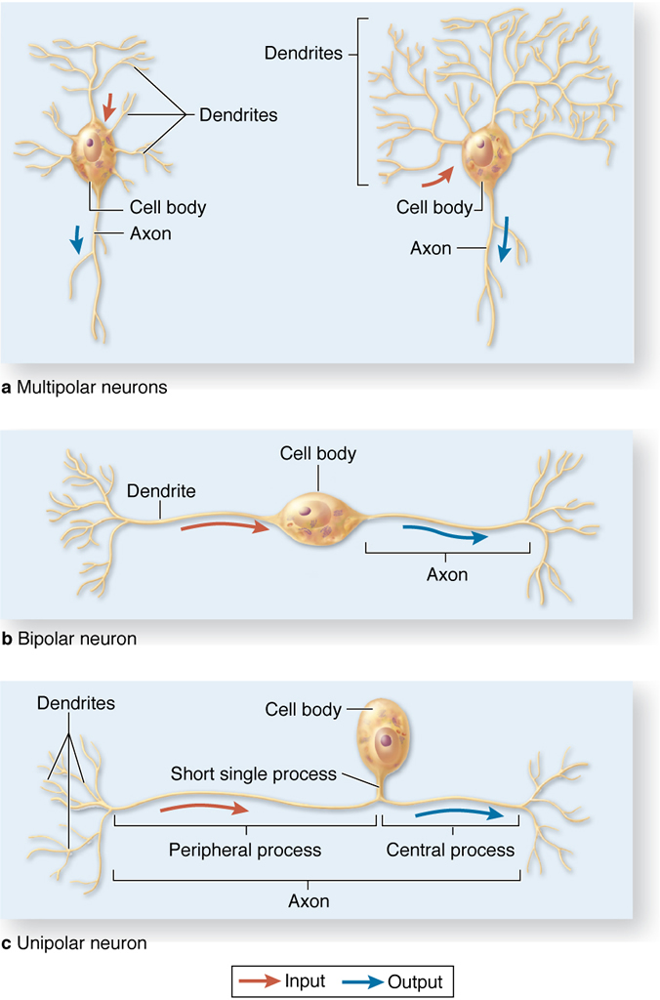 Dendrites
Dendrites
Cell body
Axon
Cell body
Axon
a Multipolar neurons
Cell body
Dendrite
Axon
b Bipolar neuron
Dendrites
Cell body
Short single process
Peripheral process
Central process
Axon
c Unipolar neuron
Input
Output